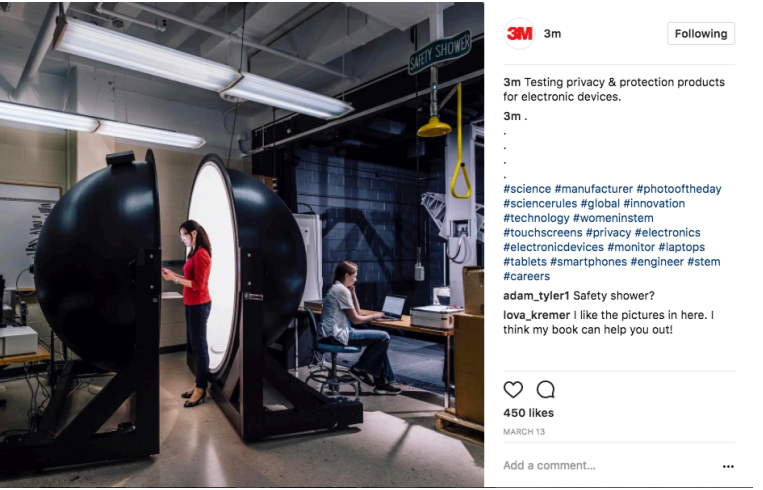 SAFETY SHOWER
3M
3m
Following
3m Testing privacy & protection products
for electronic devices.
3m .
.
.
.
.
#science #manufacturer #photooftheday
#sciencerules #global #innovation
#technology #womeninstem
#touchscreens #privacy #electronics
#electronicdevices #monitor #laptops
#tablets #smartphones #engineer #stem
#careers
adam_tyler1 Safety shower?
lova_kremer I like the pictures in here. I
think my book can help you out!
450 likes
MARCH 13
Add a comment...